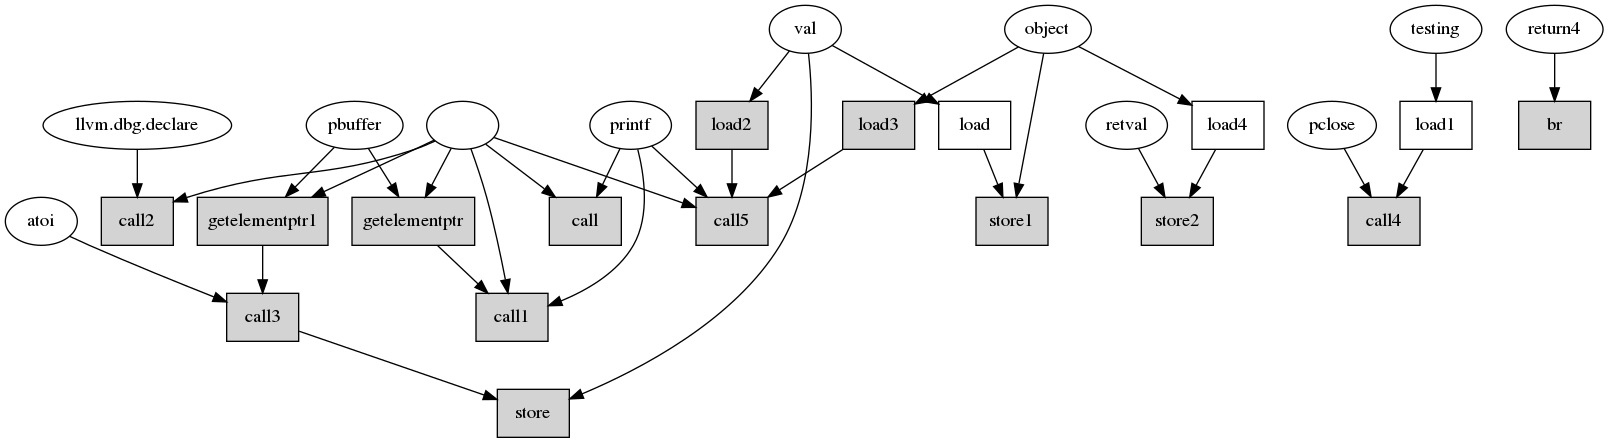 val
object
testing
return4
llvm.dbg.declare
pbuffer
printf
load2
load3
load
retval
load4
pclose
load1
br
atoi
call2
getelementptr1
getelementptr
call
call5
store1
store2
call4
call3
call1
store